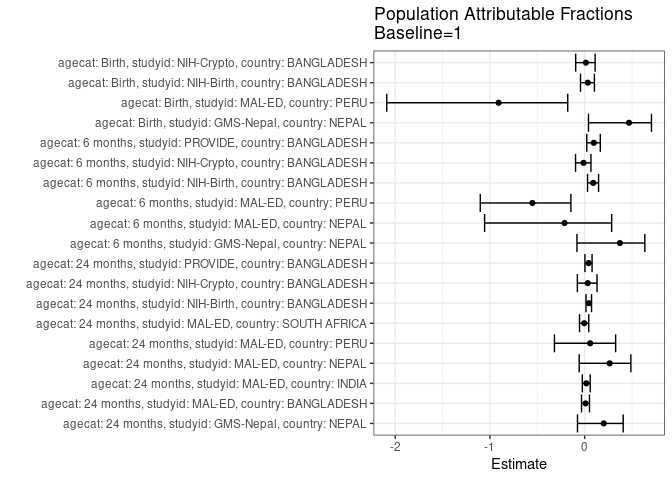 Population Attributable Fractions
Baseline=1
agecat: Birth, studyid: NIH-Crypto, country: BANGLADESH
agecat: Birth, studyid: NIH-Birth, country: BANGLADESH
agecat: Birth, studyid: MAL-ED, country: PERU
agecat: Birth, studyid: GMS-Nepal, country: NEPAL
agecat: 6 months, studyid: PROVIDE, country: BANGLADESH
agecat: 6 months, studyid: NIH-Crypto, country: BANGLADESH
agecat: 6 months, studyid: NIH-Birth, country: BANGLADESH
agecat: 6 months, studyid: MAL-ED, country: PERU
agecat: 6 months, studyid: MAL-ED, country: NEPAL
agecat: 6 months, studyid: GMS-Nepal, country: NEPAL
agecat: 24 months, studyid: PROVIDE, country: BANGLADESH
agecat: 24 months, studyid: NIH-Crypto, country: BANGLADESH
agecat: 24 months, studyid: NIH-Birth, country: BANGLADESH
agecat: 24 months, studyid: MAL-ED, country: SOUTH AFRICA
agecat: 24 months, studyid: MAL-ED, country: PERU
agecat: 24 months, studyid: MAL-ED, country: NEPAL
agecat: 24 months, studyid: MAL-ED, country: INDIA
agecat: 24 months, studyid: MAL-ED, country: BANGLADESH
agecat: 24 months, studyid: GMS-Nepal, country: NEPAL
-2 -1 0
Estimate